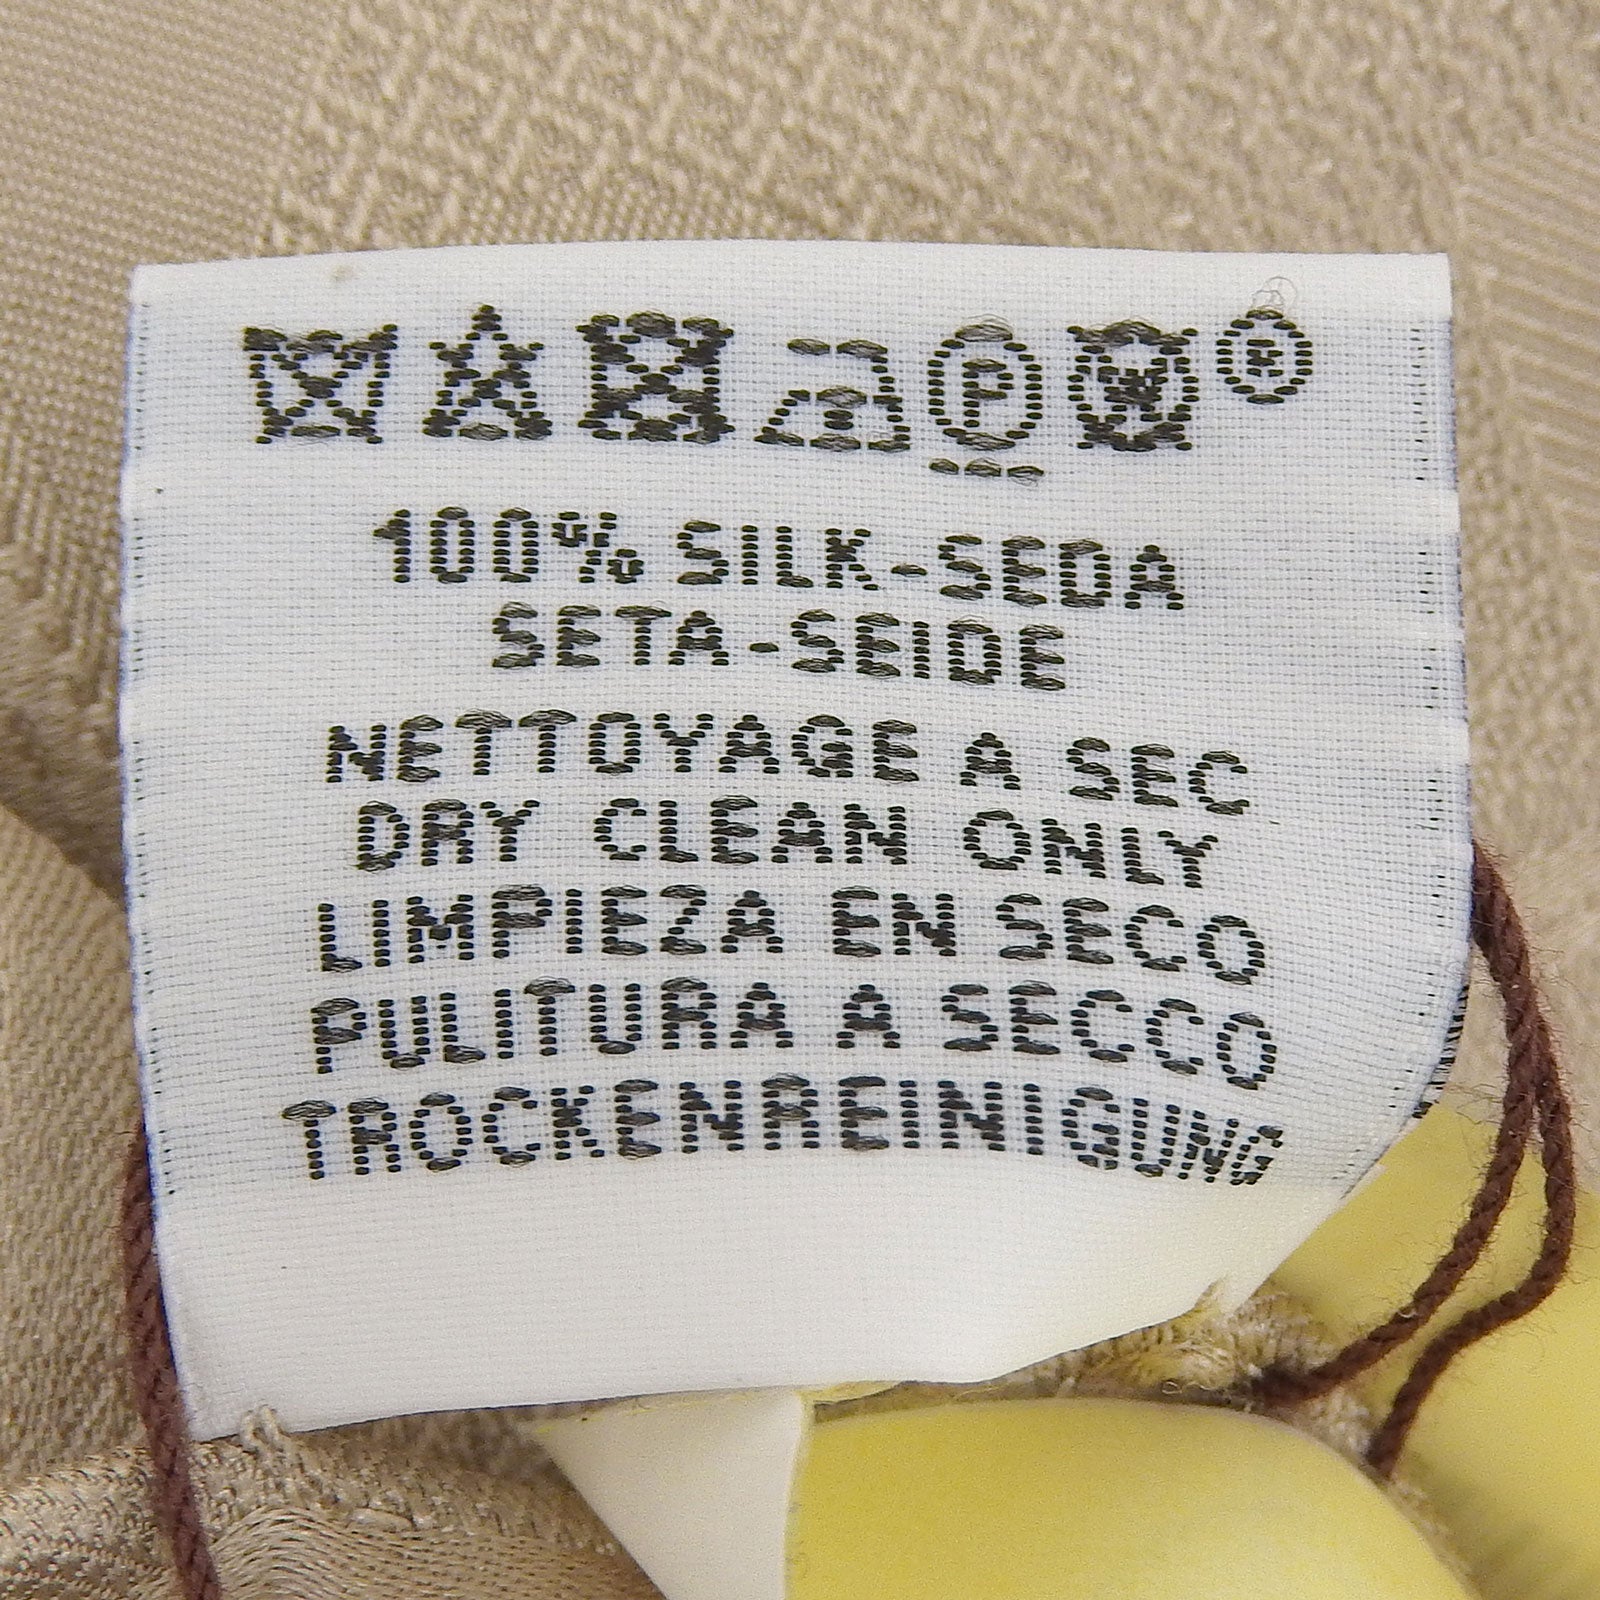 P ®
100% SILK-SEDA
SETA-SEIDE
NETTOYAGE A SEC
DRY CLEAN ONLY
LIMPIEZA EN SECO
PULITURA A SECCO
TROCKENREINIGUNG